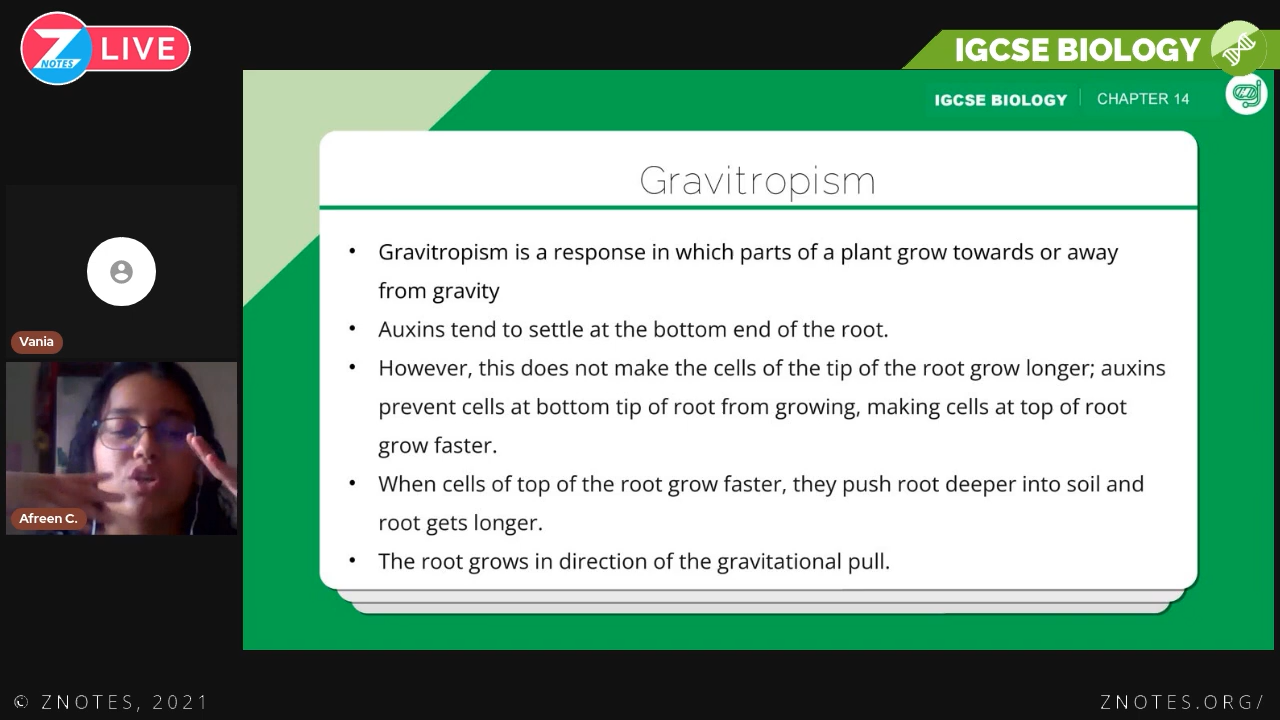 Z NOTES LIVE
IGCSE BIOLOGY
IGCSE BIOLOGY | CHAPTER 14
Gravitropism
• Gravitropism is a response in which parts of a plant grow towards or away
from gravity
• Auxins tend to settle at the bottom end of the root.
• However, this does not make the cells of the tip of the root grow longer; auxins
prevent cells at bottom tip of root from growing, making cells at top of root
grow faster.
• When cells of top of the root grow faster, they push root deeper into soil and
root gets longer.
• The root grows in direction of the gravitational pull.
Vania
Afreen C.
© ZNOTES, 2021
ZNOTES.ORG/